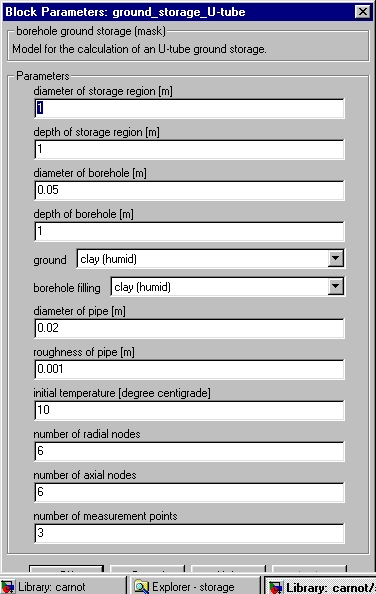 Block Parameters: ground_storage_U-tube
borehole ground storage (mask)
Model for the calculation of an U-tube ground storage.
Parameters
diameter of storage region [m]
1
depth of storage region [m]
1
diameter of borehole [m]
0.05
depth of borehole [m]
1
ground clay (humid)
borehole filling clay (humid)
diameter of pipe [m]
0.02
roughness of pipe [m]
0.001
initial temperature [degree centigrade]
10
number of radial nodes
6
number of axial nodes
6
number of measurement points
3
Library: carnot Explorer - storage Library: carnot/